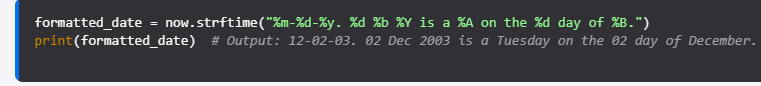 formatted_date = now.strftime("%m-%d-%y. %d %b %Y is a %A on the %d day of %B.")
print(formatted_date)  # Output: 12-02-03. 02 Dec 2003 is a Tuesday on the 02 day of December.